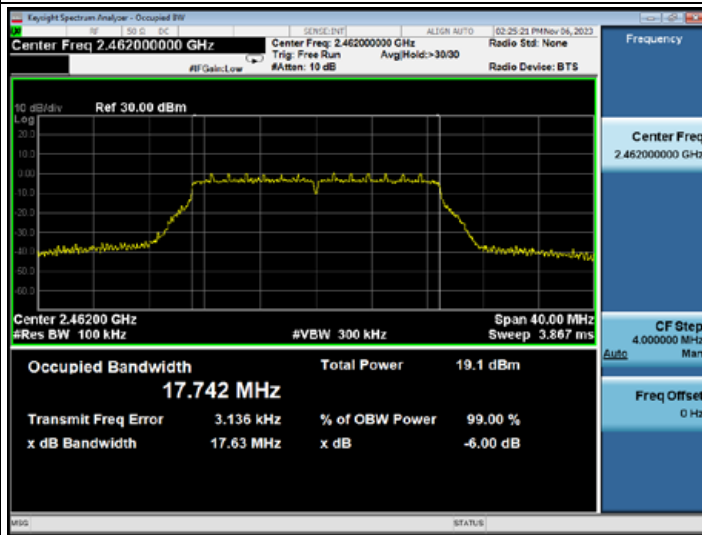 Keysight Spectrum Analyzer - Occupied BW
RF 50 Ω DC SENSE:INT ALIGN AUTO 02:25:21 PM Nov 06, 2023
Center Freq 2.462000000 GHz
Center Freq: 2.462000000 GHz
Radio Std: None
Trig: Free Run Avg|Hold:>30/30
#IFGain:Low #Atten: 10 dB Radio Device: BTS
Frequency
10 dB/div Ref 30.00 dBm
Log
20.0
10.0
0.00
-10.0
-20.0
-30.0
-40.0
-50.0
-60.0
Center 2.46200 GHz Span 40.00 MHz
#Res BW 100 kHz #VBW 300 kHz Sweep 3.867 ms
Occupied Bandwidth Total Power 19.1 dBm
17.742 MHz
Transmit Freq Error 3.136 kHz % of OBW Power 99.00 %
x dB Bandwidth 17.63 MHz x dB -6.00 dB
Center Freq
2.462000000 GHz
CF Step
4.000000 MHz
Auto Man
Freq Offset
0 Hz
MSG STATUS